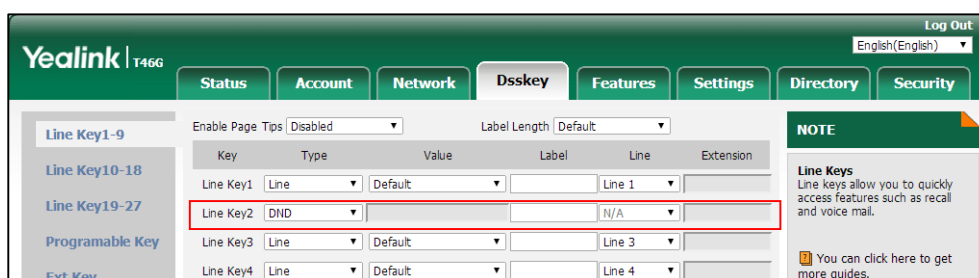 Log Out
Yealink T46G
English(English)
Status Account Network Dsskey Features Settings Directory Security
Line Key1-9
Line Key10-18
Line Key19-27
Programable Key
Ext Key
Enable Page Tips Disabled Label Length Default
Key Type Value Label Line Extension
Line Key1 Line Default Line 1
Line Key2 DND N/A
Line Key3 Line Default Line 3
Line Key4 Line Default Line 4
NOTE
Line Keys
Line keys allow you to quickly
access features such as recall
and voice mail.
You can click here to get
more guides.